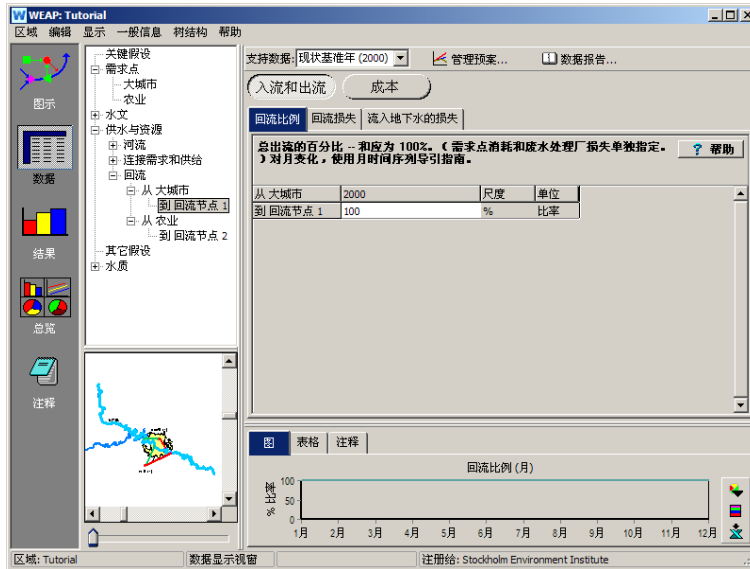 WEAP: Tutorial
区域 编辑 显示 一般信息 树结构 帮助
图示
数据
结果
总览
注释
关键假设
需求点
大城市
农业
水文
供水与资源
河流
连接需求和供给
回流
从 大城市
到 回流节点 1
从 农业
到 回流节点 2
其它假设
水质
支持数据: 现状基准年 (2000) 管理预案... 数据报告...
入流和出流 成本
回流比例 回流损失 流入地下水的损失
总出流的百分比 -- 和应为 100%。( 需求点消耗和废水处理厂损失单独指定。
) 对月变化，使用月时间序列导引指南。
? 帮助
从 大城市 2000 尺度 单位
到 回流节点 1 100 % 比率
图 表格 注释
回流比例 (月)
% 比率
100
50
0
1月 2月 3月 4月 5月 6月 7月 8月 9月 10月 11月 12月
区域: Tutorial 数据显示视窗 注册给: Stockholm Environment Institute